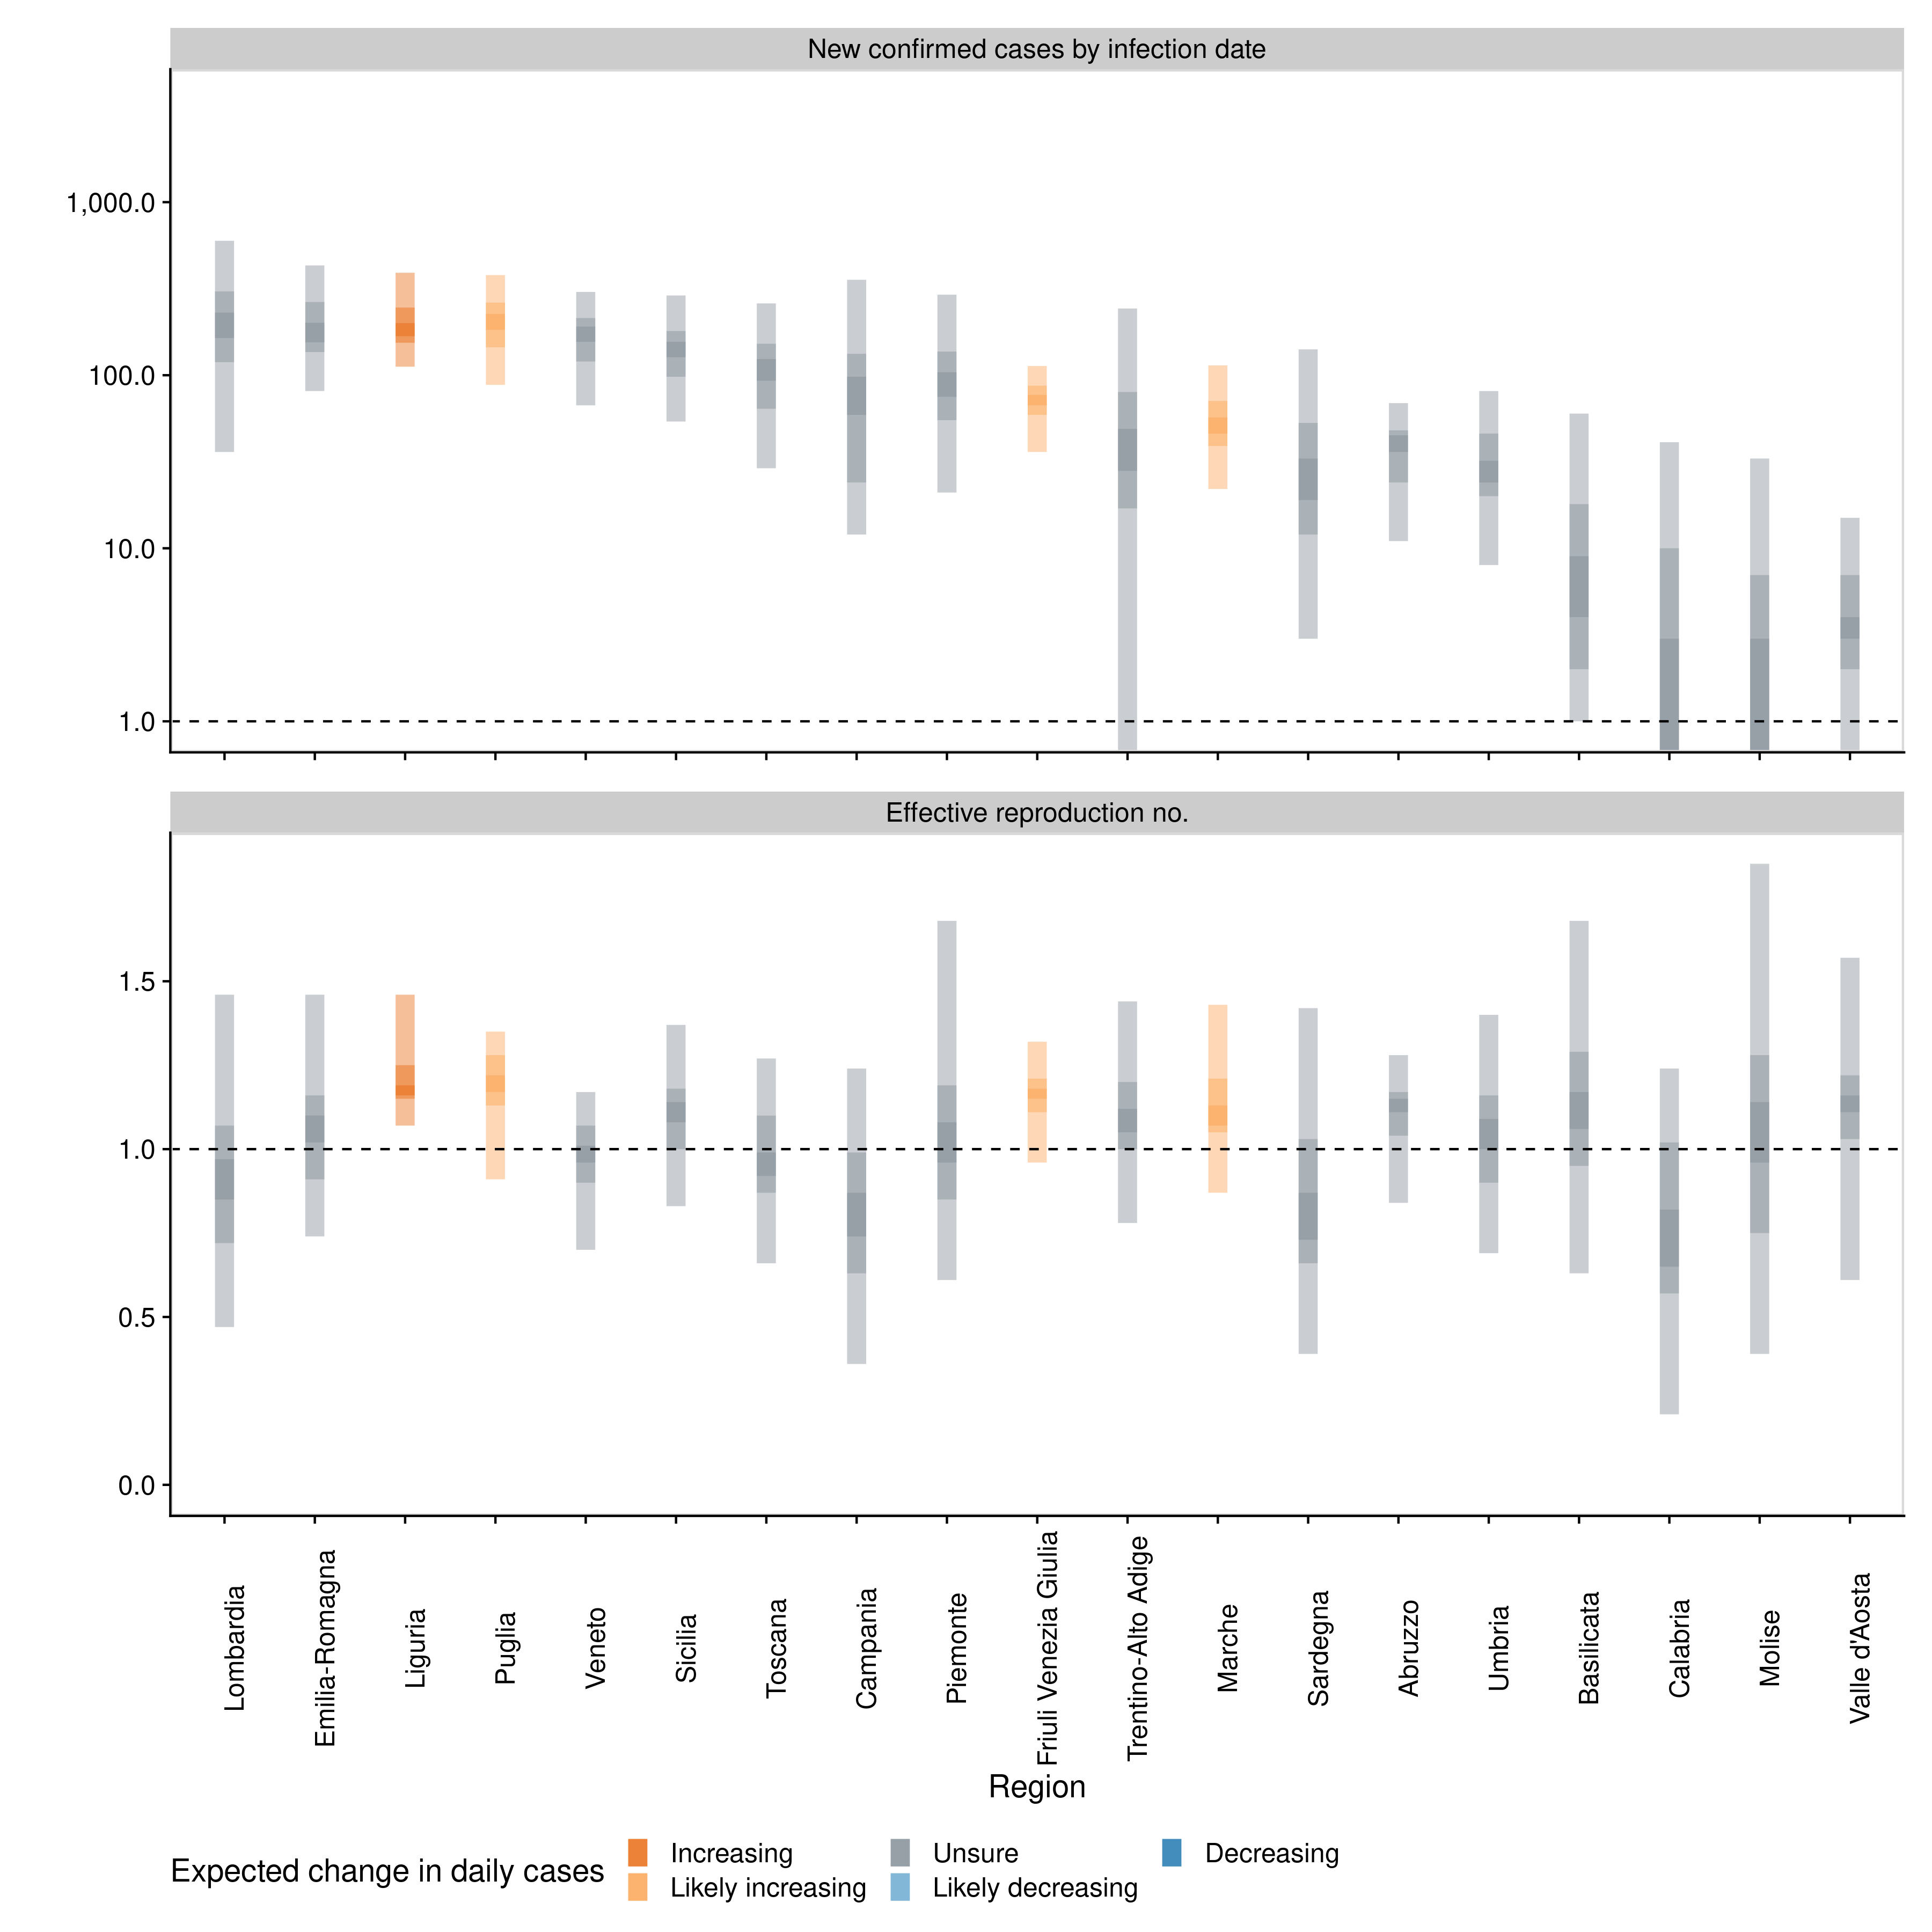 New confirmed cases by infection date
1,000.0
100.0
10.0
1.0
Effective reproduction no.
1.5
1.0
0.5
0.0
Lombardia
Emilia-Romagna
Liguria
Puglia
Veneto
Sicilia
Toscana
Campania
Piemonte
Friuli Venezia Giulia
Trentino-Alto Adige
Marche
Sardegna
Abruzzo
Umbria
Basilicata
Calabria
Molise
Valle d'Aosta
Region
Expected change in daily cases
Increasing
Likely increasing
Unsure
Likely decreasing
Decreasing